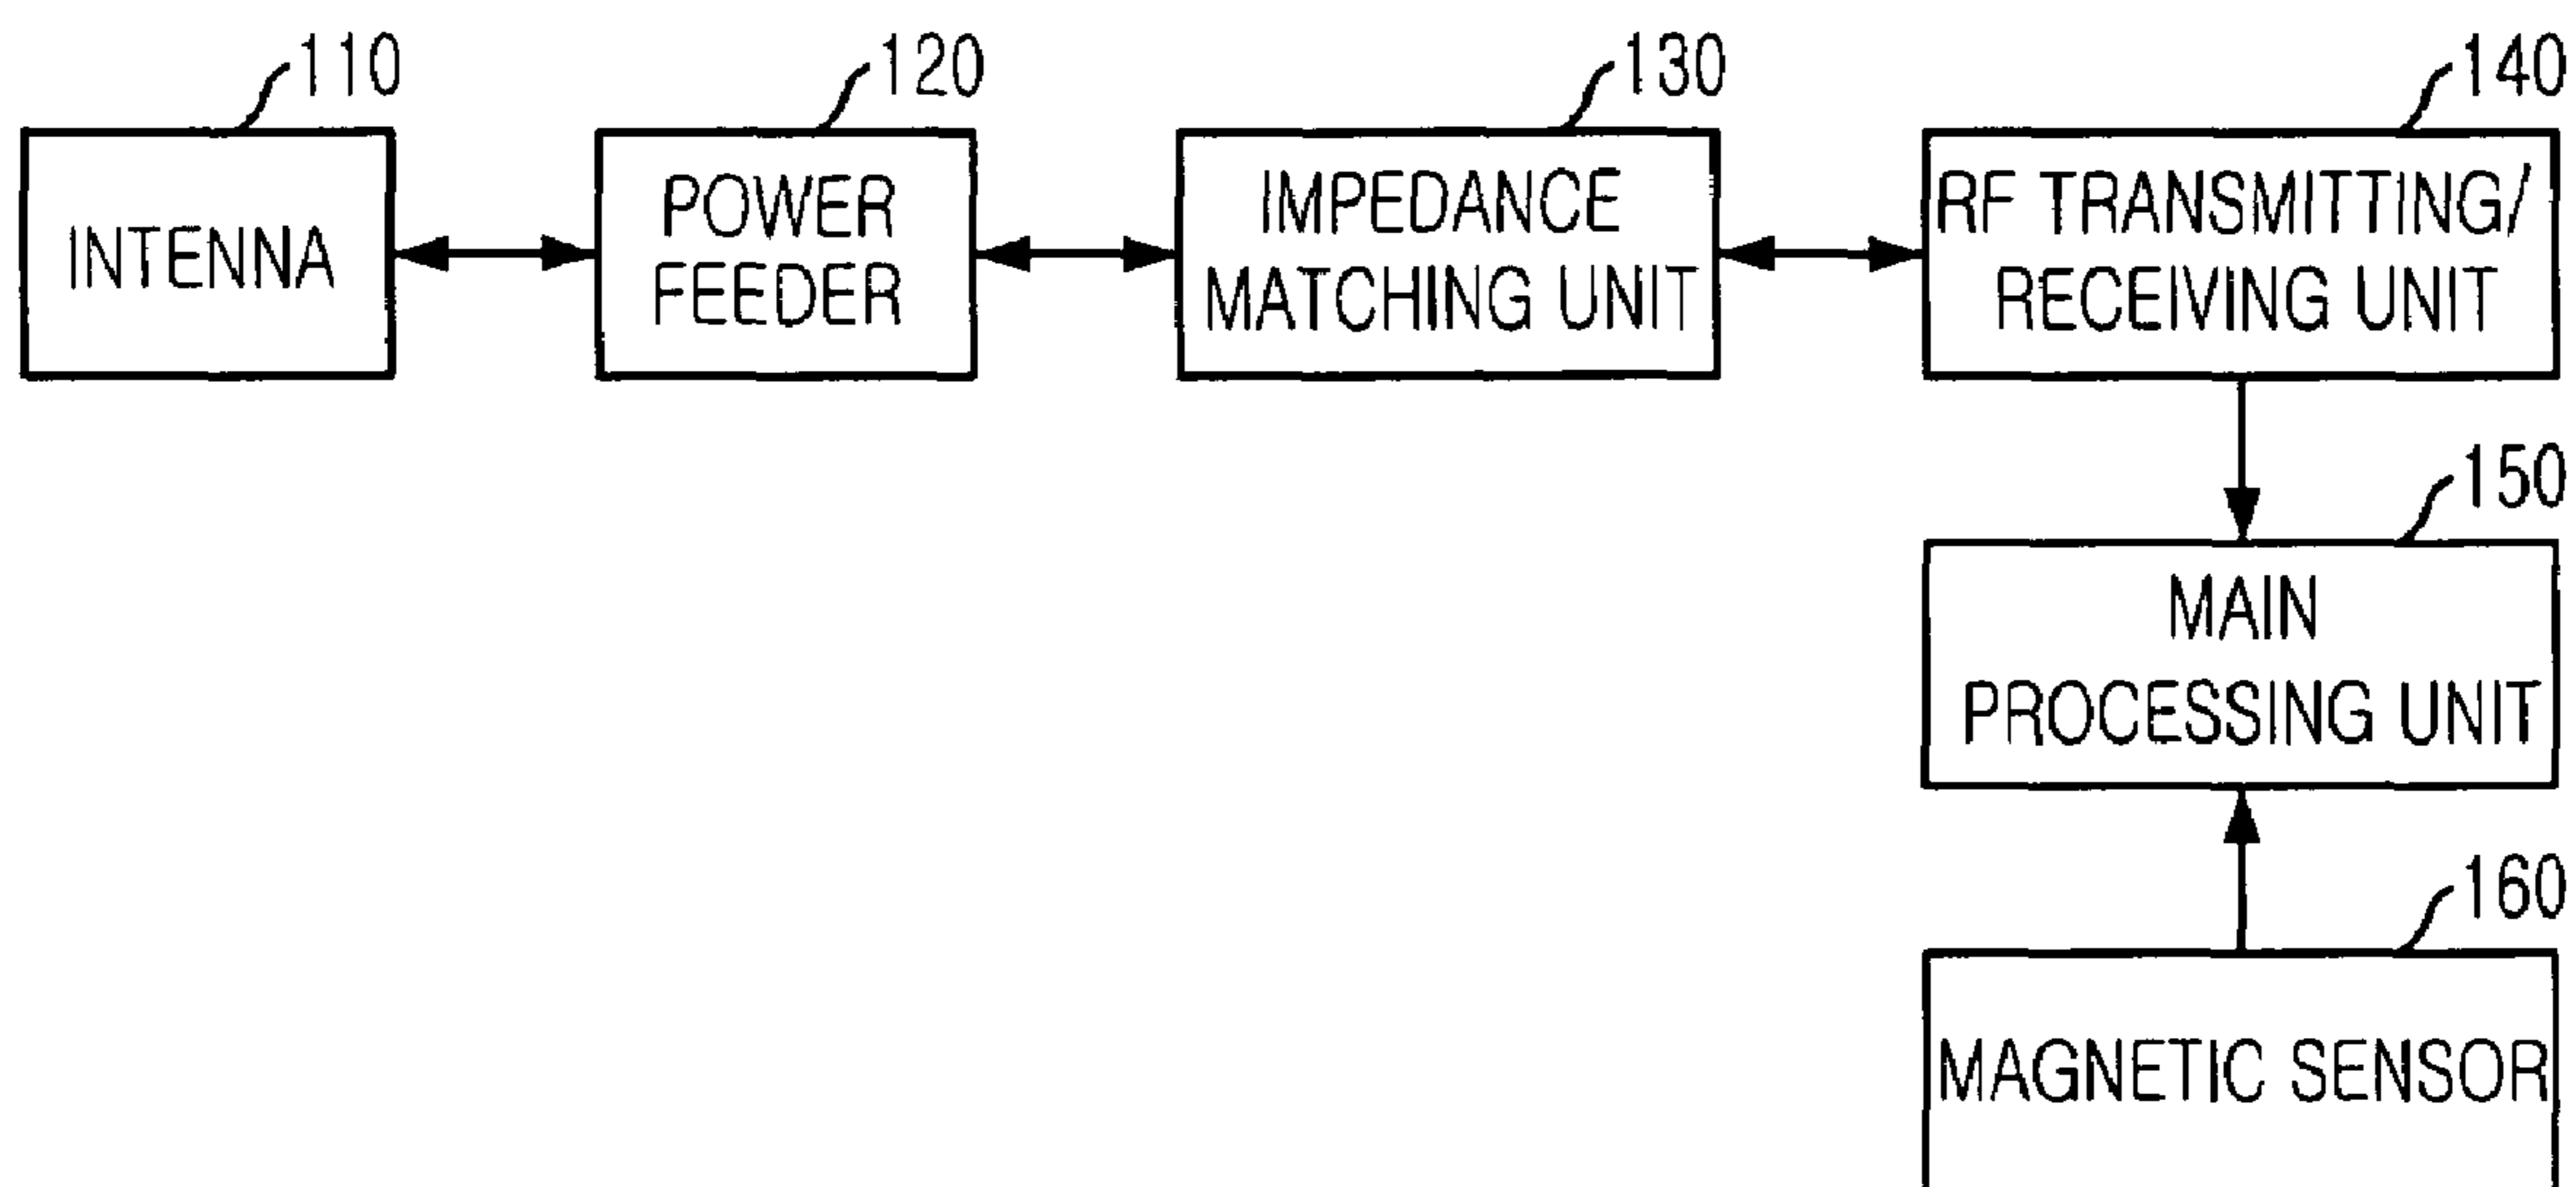 110
120
130
140
INTENNA
POWER
FEEDER
IMPEDANCE
MATCHING UNIT
RF TRANSMITTING/
RECEIVING UNIT
150
MAIN
PROCESSING UNIT
160
MAGNETIC SENSOR